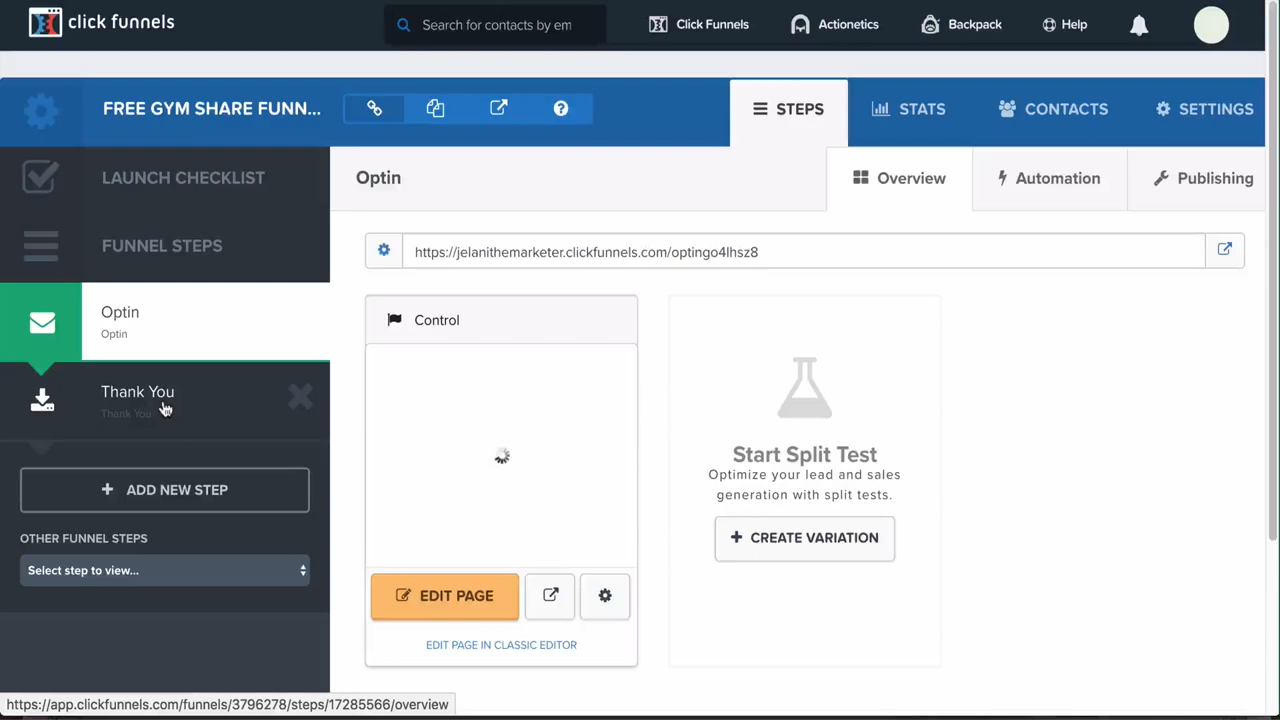 click funnels
Search for contacts by em
Click Funnels
Actionetics
Backpack
Help
FREE GYM SHARE FUNN...
STEPS
STATS
CONTACTS
SETTINGS
LAUNCH CHECKLIST
Optin
Overview
Automation
Publishing
FUNNEL STEPS
https://jelanithemarketer.clickfunnels.com/optingo4lhsz8
Optin
Optin
Control
Thank You
Thank You
Start Split Test
Optimize your lead and sales
generation with split tests.
+ ADD NEW STEP
+ CREATE VARIATION
OTHER FUNNEL STEPS
Select step to view...
EDIT PAGE
EDIT PAGE IN CLASSIC EDITOR
https://app.clickfunnels.com/funnels/3796278/steps/17285566/overview